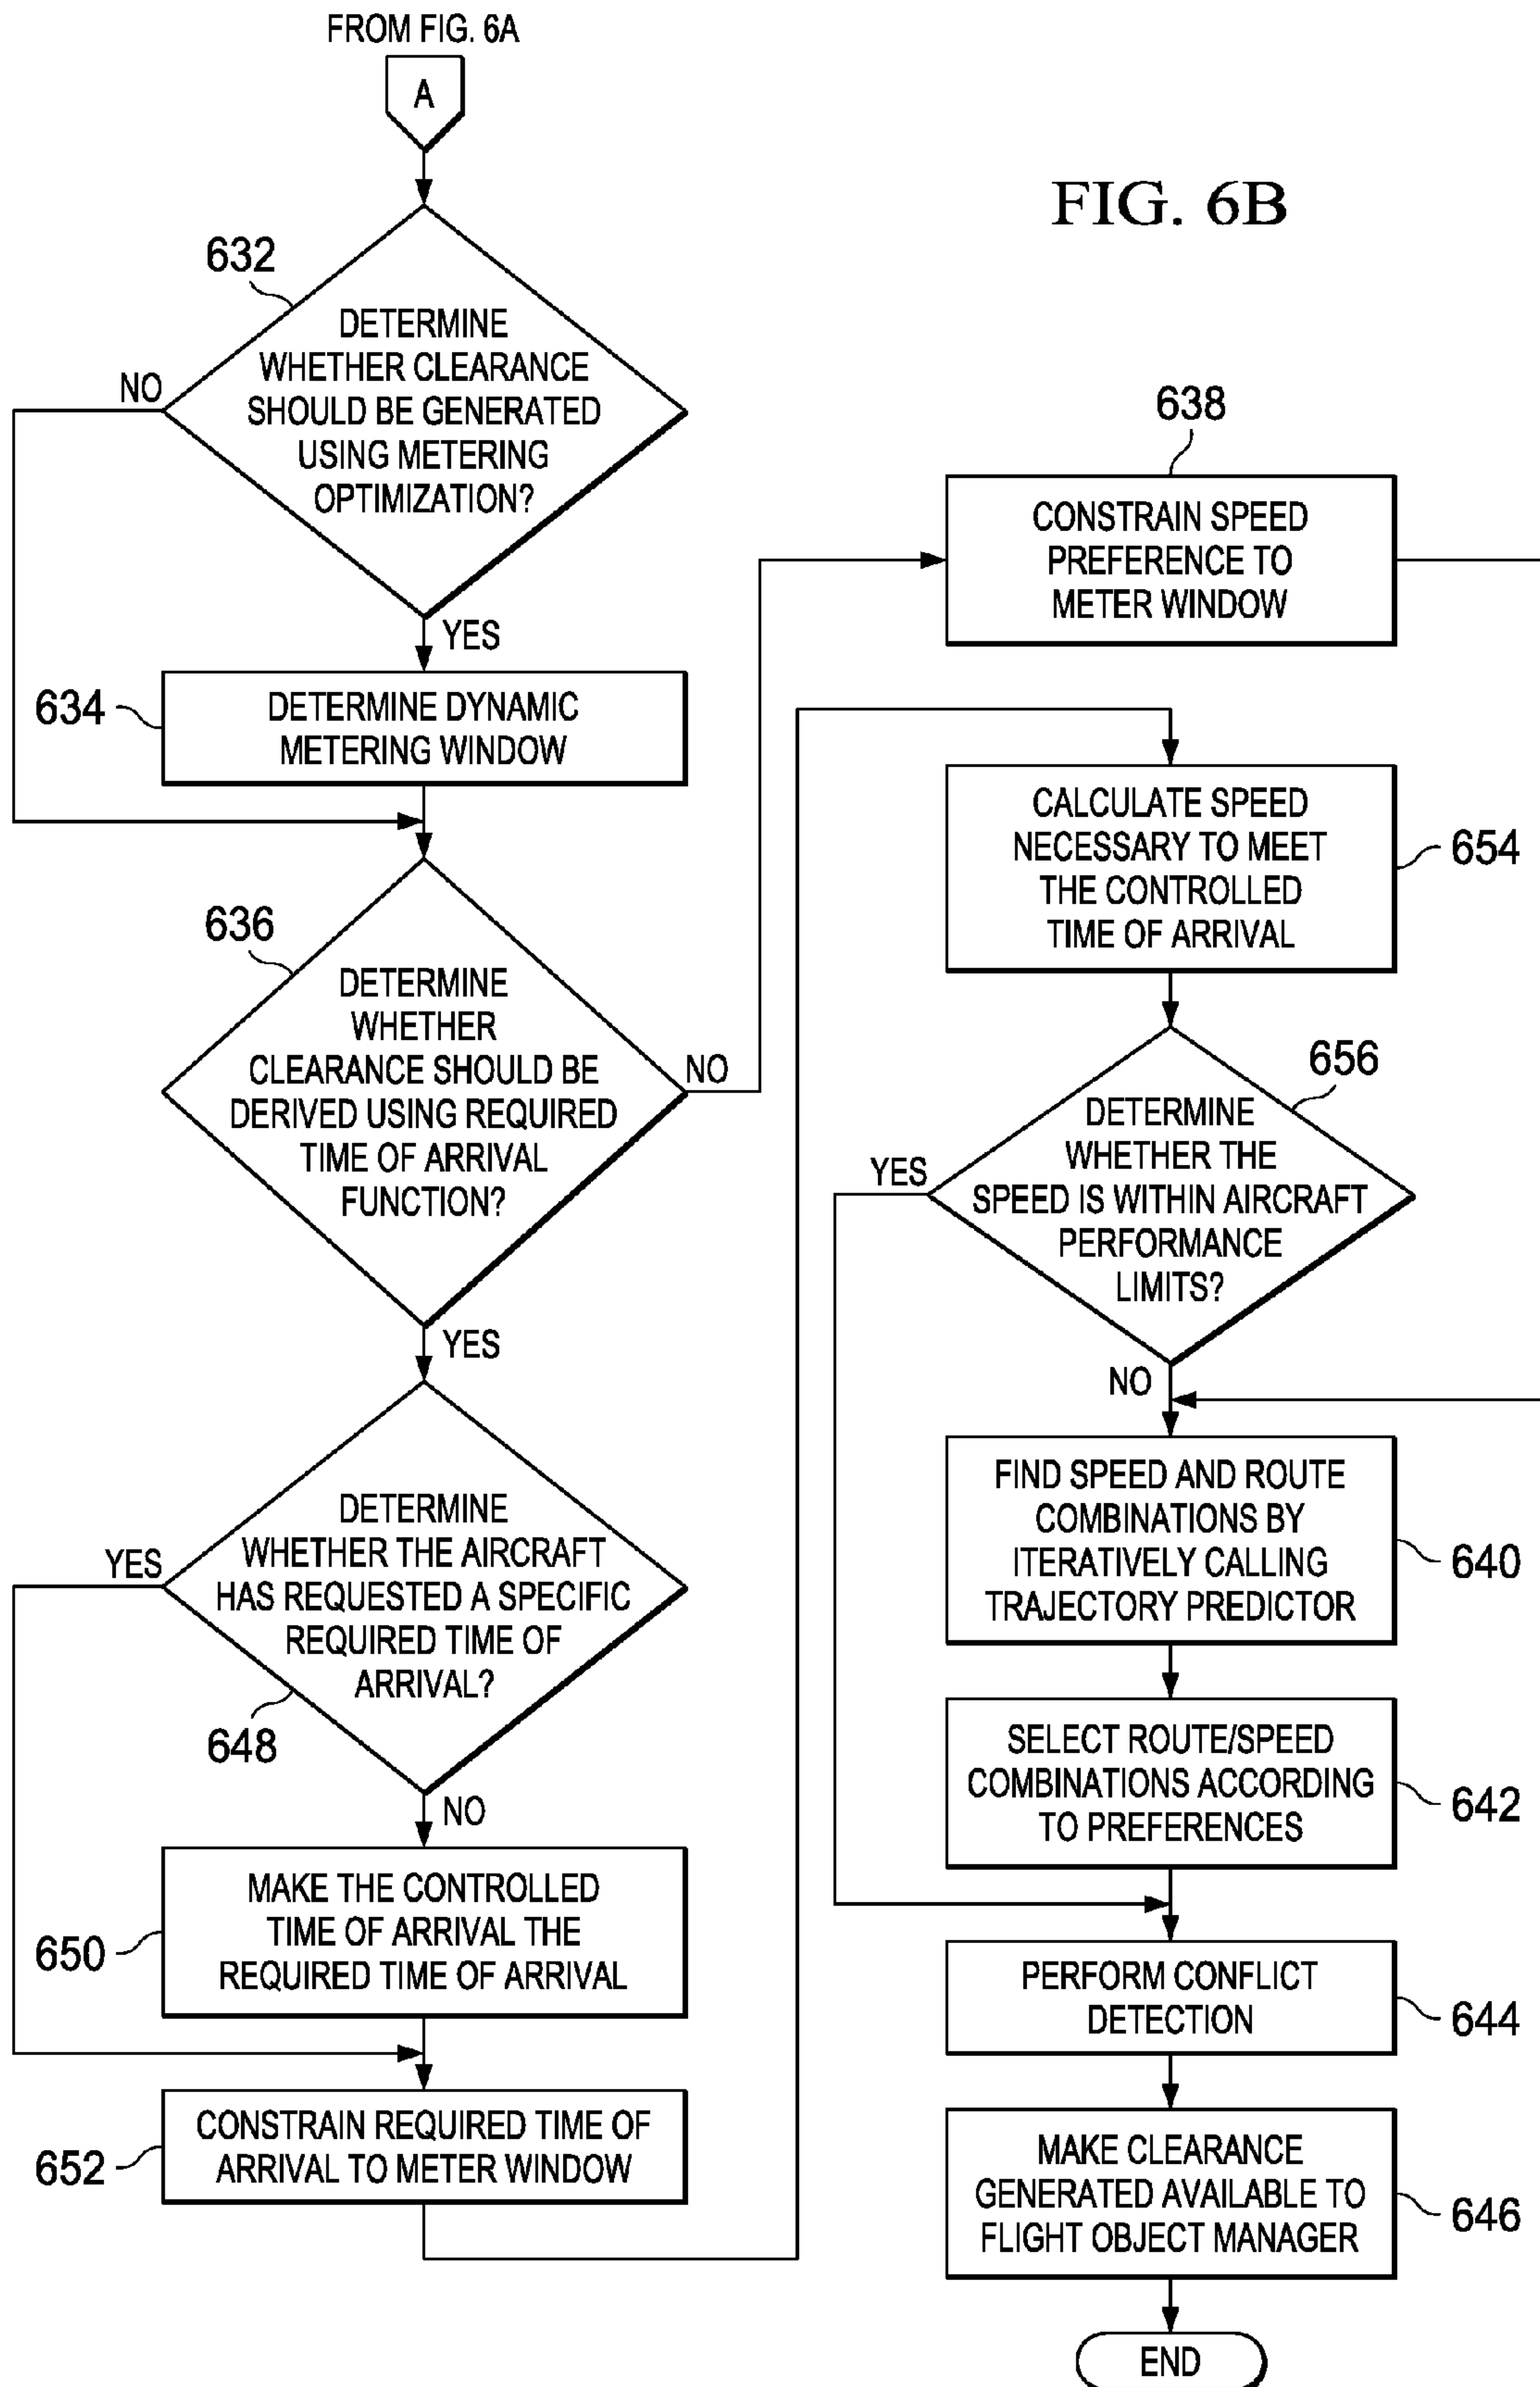 FROM FIG. 6A
A
FIG. 6B
632
DETERMINE
WHETHER CLEARANCE
SHOULD BE GENERATED
USING METERING
OPTIMIZATION?
NO
YES
634
DETERMINE DYNAMIC
METERING WINDOW
636
DETERMINE
WHETHER
CLEARANCE SHOULD BE
DERIVED USING REQUIRED
TIME OF ARRIVAL
FUNCTION?
NO
YES
DETERMINE
WHETHER THE AIRCRAFT
HAS REQUESTED A SPECIFIC
REQUIRED TIME OF
ARRIVAL?
YES
648
NO
650
MAKE THE CONTROLLED
TIME OF ARRIVAL THE
REQUIRED TIME OF ARRIVAL
652
CONSTRAIN REQUIRED TIME OF
ARRIVAL TO METER WINDOW
638
CONSTRAIN SPEED
PREFERENCE TO
METER WINDOW
CALCULATE SPEED
NECESSARY TO MEET
THE CONTROLLED
TIME OF ARRIVAL
654
656
DETERMINE
WHETHER THE
SPEED IS WITHIN AIRCRAFT
PERFORMANCE
LIMITS?
YES
NO
FIND SPEED AND ROUTE
COMBINATIONS BY
ITERATIVELY CALLING
TRAJECTORY PREDICTOR
640
SELECT ROUTE/SPEED
COMBINATIONS ACCORDING
TO PREFERENCES
642
PERFORM CONFLICT
DETECTION
644
MAKE CLEARANCE
GENERATED AVAILABLE TO
FLIGHT OBJECT MANAGER
646
END